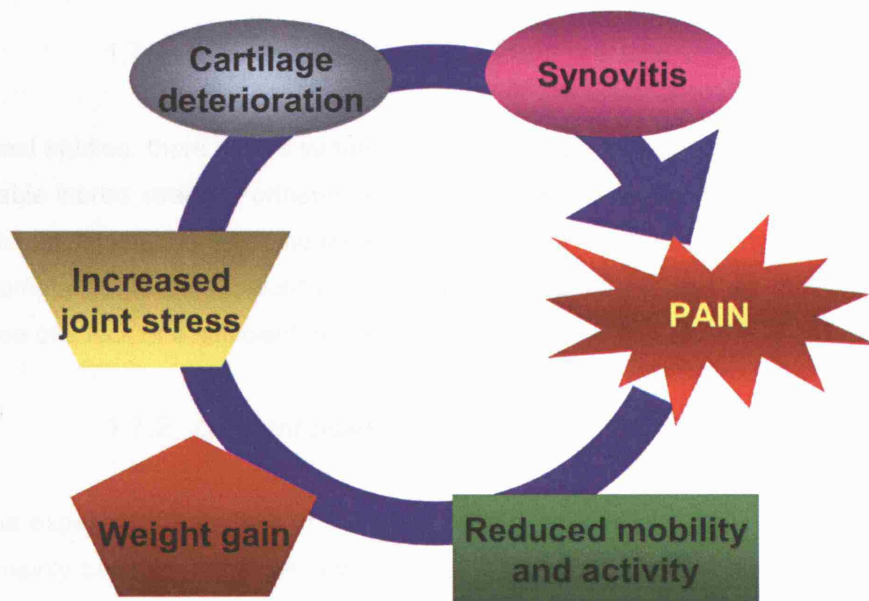 Cartilage
deterioration
Synovitis
Increased
joint stress
PAIN
Weight gain
Reduced mobility
and activity